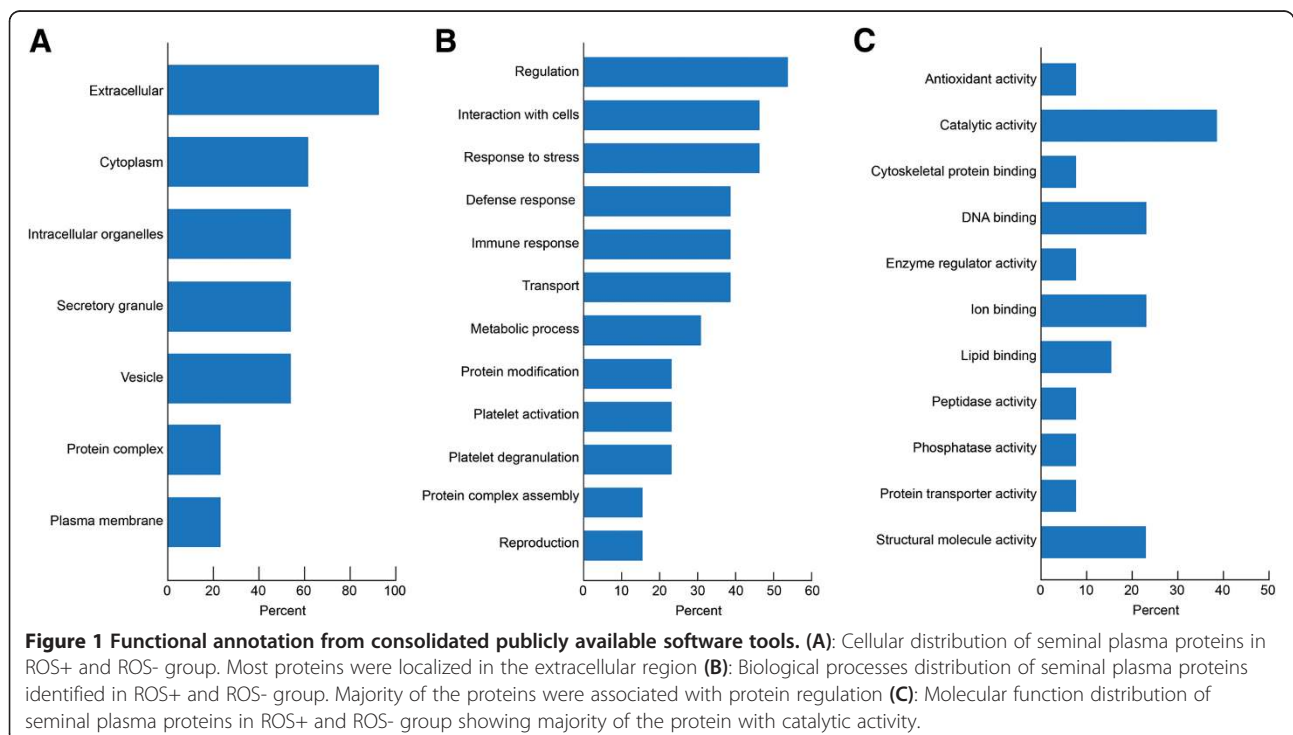 A
Extracellular
Cytoplasm
Intracellular organelles
Secretory granule
Vesicle
Protein complex
Plasma membrane
0 20 40 60 80 100
Percent
B
Regulation
Interaction with cells
Response to stress
Defense response
Immune response
Transport
Metabolic process
Protein modification
Platelet activation
Platelet degranulation
Protein complex assembly
Reproduction
0 10 20 30 40 50 60
Percent
C
Antioxidant activity
Catalytic activity
Cytoskeletal protein binding
DNA binding
Enzyme regulator activity
Ion binding
Lipid binding
Peptidase activity
Phosphatase activity
Protein transporter activity
Structural molecule activity
0 10 20 30 40 50
Percent
Figure 1 Functional annotation from consolidated publicly available software tools. (A): Cellular distribution of seminal plasma proteins in
ROS+ and ROS- group. Most proteins were localized in the extracellular region (B): Biological processes distribution of seminal plasma proteins
identified in ROS+ and ROS- group. Majority of the proteins were associated with protein regulation (C): Molecular function distribution of
seminal plasma proteins in ROS+ and ROS- group showing majority of the protein with catalytic activity.